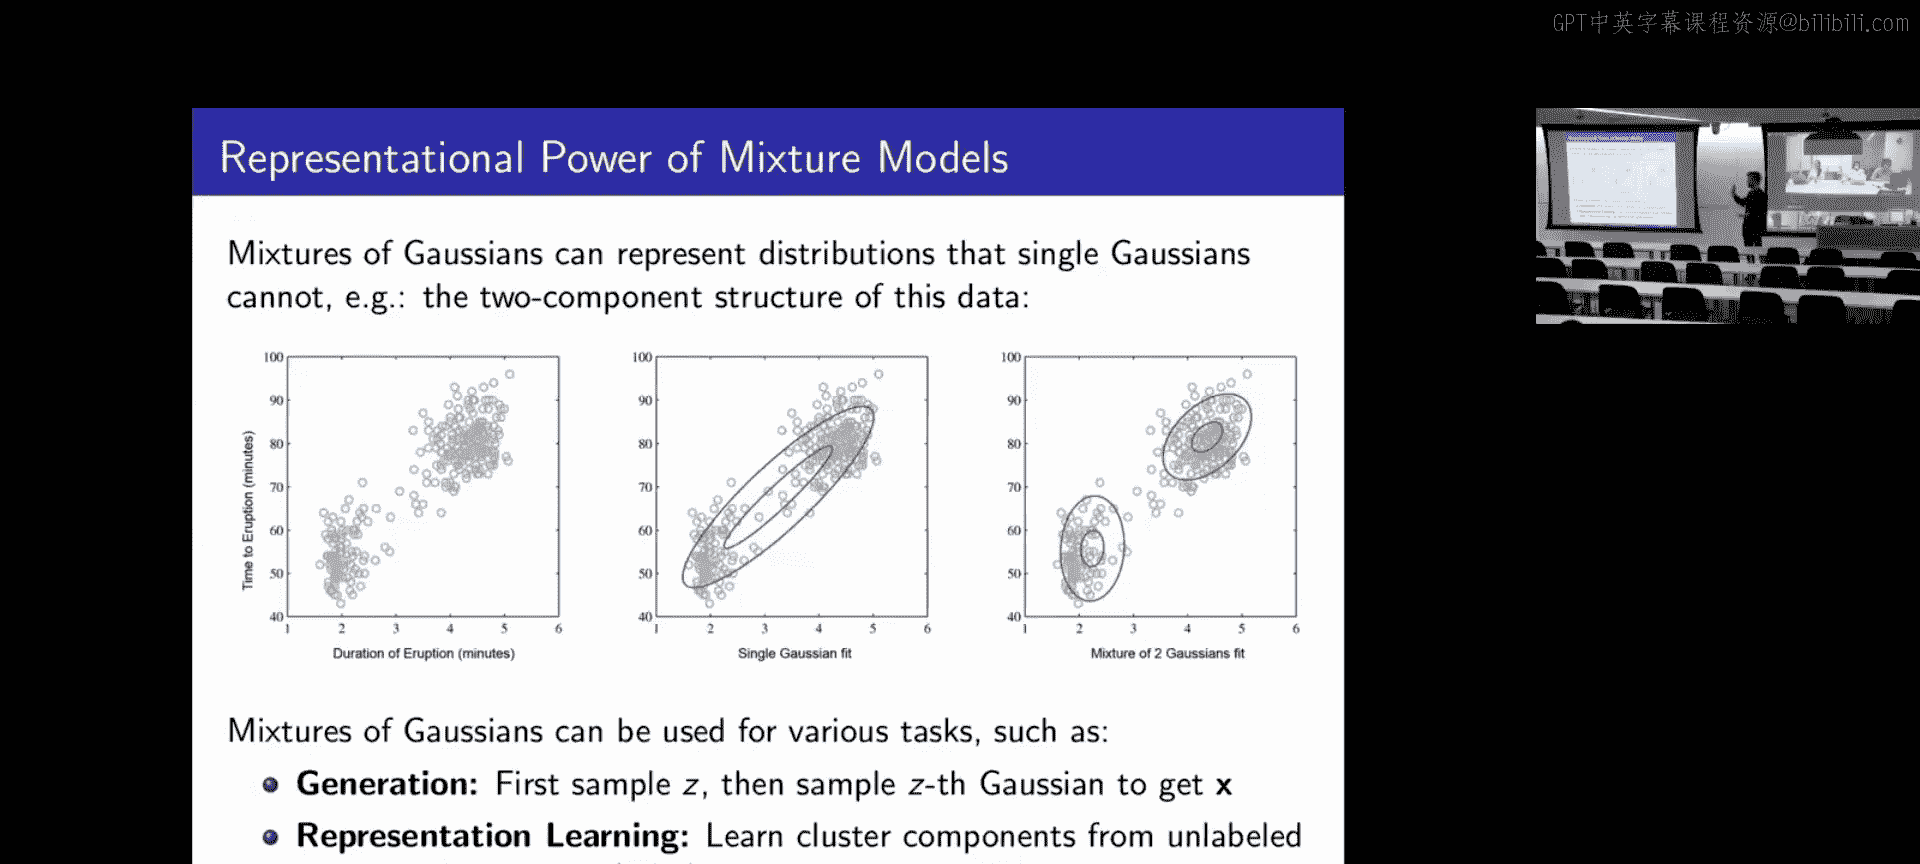 GPT中英字幕课程资源@bilibili.com
Representational Power of Mixture Models
Mixtures of Gaussians can represent distributions that single Gaussians
cannot, e.g.: the two-component structure of this data:
100
90
80
70
60
50
40
1 2 3 4 5 6
Time to Eruption (minutes)
Duration of Eruption (minutes)
100
90
80
70
60
50
40
1 2 3 4 5 6
Single Gaussian fit
100
90
80
70
60
50
40
1 2 3 4 5 6
Mixture of 2 Gaussians fit
Mixtures of Gaussians can be used for various tasks, such as:
Generation: First sample z, then sample z-th Gaussian to get x
Representation Learning: Learn cluster components from unlabeled